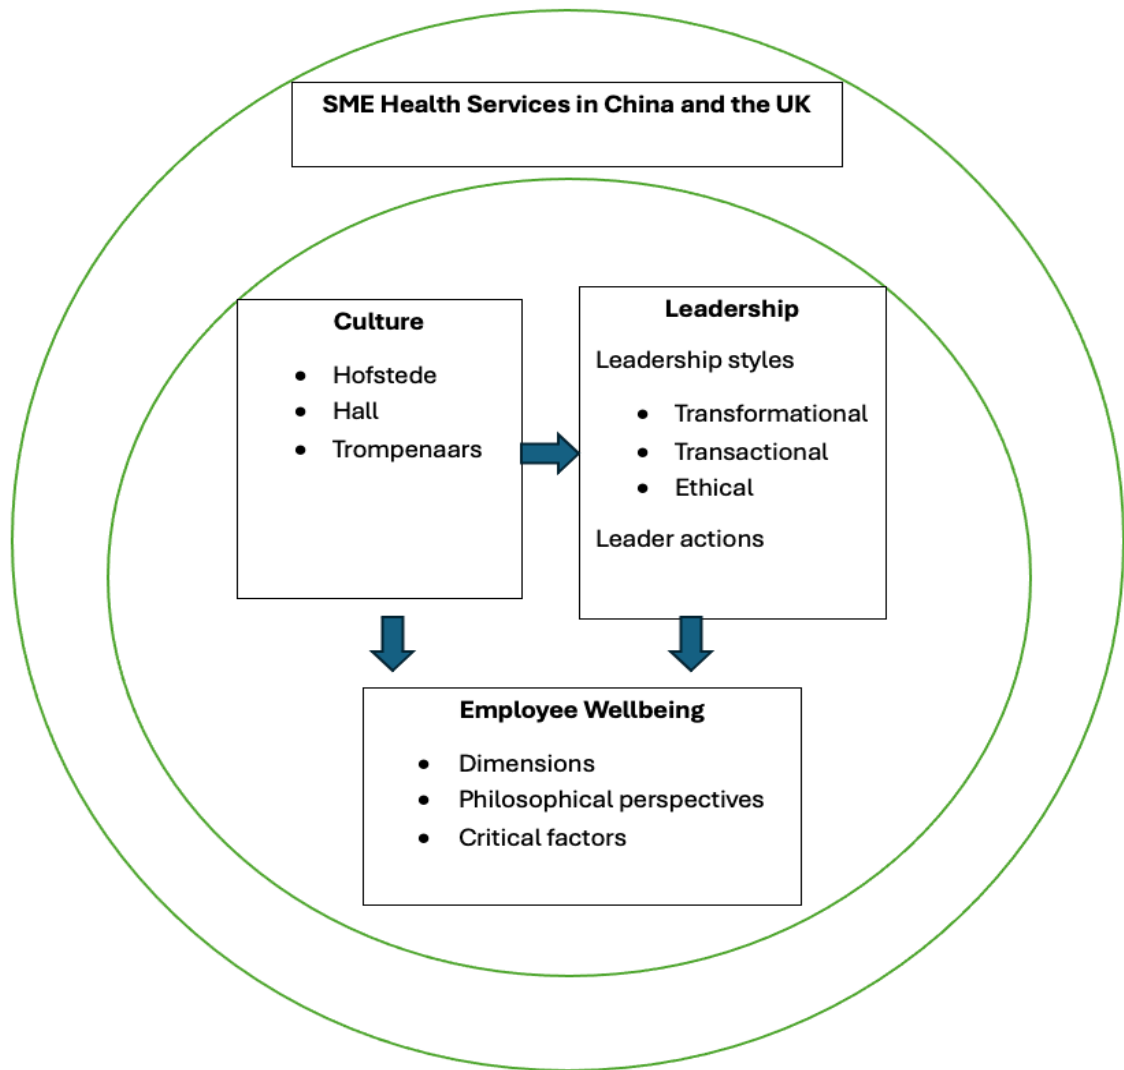 SME Health Services in China and the UK
Culture
• Hofstede
• Hall
• Trompenaars
Leadership
Leadership styles
• Transformational
• Transactional
• Ethical
Leader actions
Employee Wellbeing
• Dimensions
• Philosophical perspectives
• Critical factors